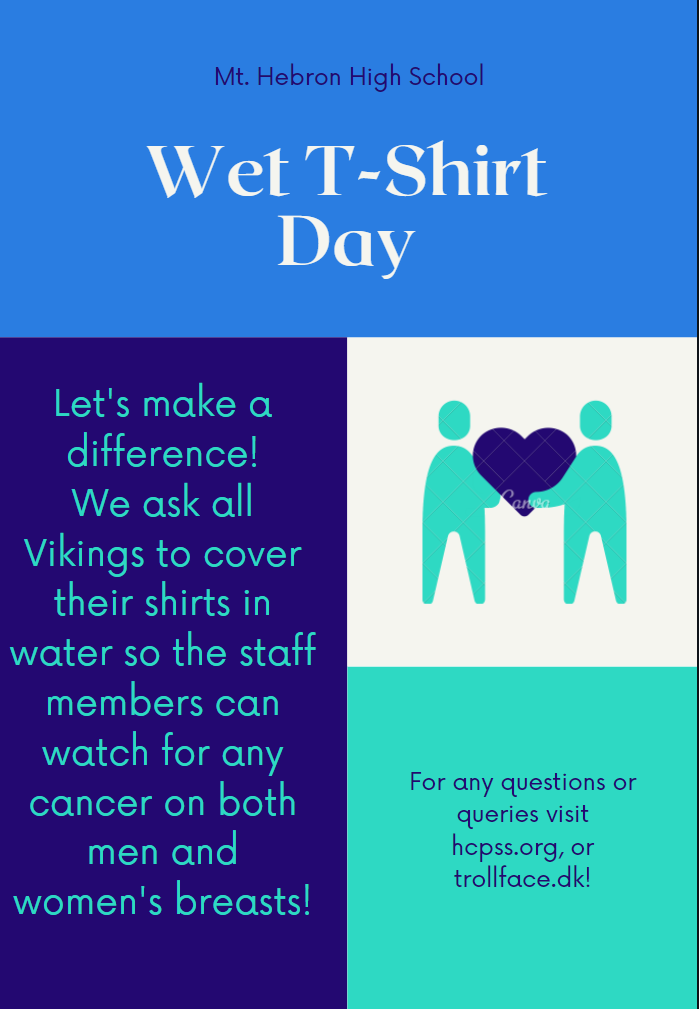 Mt. Hebron High School
Wet T-Shirt
Day
Let's make a
difference!
We ask all
Vikings to cover
their shirts in
water so the staff
members can
watch for any
cancer on both
men and
women's breasts!
Canva
For any questions or
queries visit
hcpss.org, or
trollface.dk!